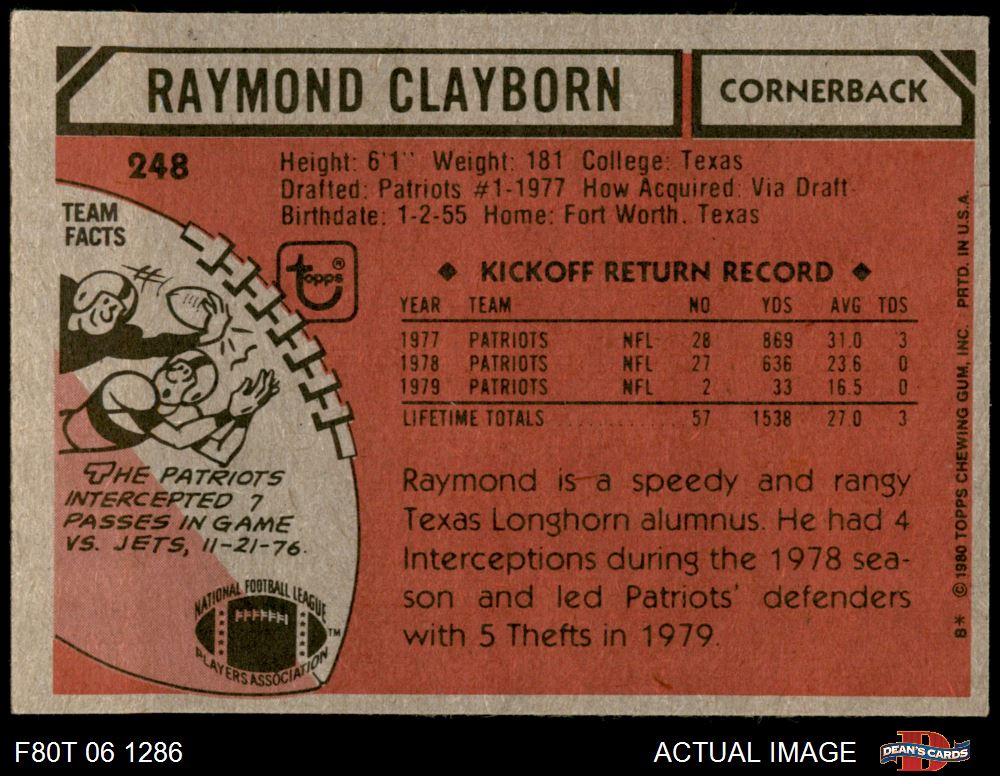 RAYMOND CLAYBORN
CORNERBACK
248
Height: 6'1" Weight: 181 College: Texas
Drafted: Patriots #1-1977 How Acquired: Via Draft
Birthdate: 1-2-55 Home: Fort Worth, Texas
TEAM
FACTS
topps®
◆ KICKOFF RETURN RECORD ◆
YEAR TEAM NO YDS AVG TDS
1977 PATRIOTS NFL 28 869 31.0 3
1978 PATRIOTS NFL 27 636 23.6 0
1979 PATRIOTS NFL 2 33 16.5 0
LIFETIME TOTALS 57 1538 27.0 3
THE PATRIOTS
INTERCEPTED 7
PASSES IN GAME
VS. JETS, 11-21-76.
Raymond is a speedy and rangy
Texas Longhorn alumnus. He had 4
Interceptions during the 1978 sea-
son and led Patriots' defenders
with 5 Thefts in 1979.
NATIONAL FOOTBALL LEAGUE
PLAYERS ASSOCIATION ™
8* © 1980 TOPPS CHEWING GUM, INC. PRTD. IN U.S.A.
F80T 06 1286
ACTUAL IMAGE
DEAN'S CARDS